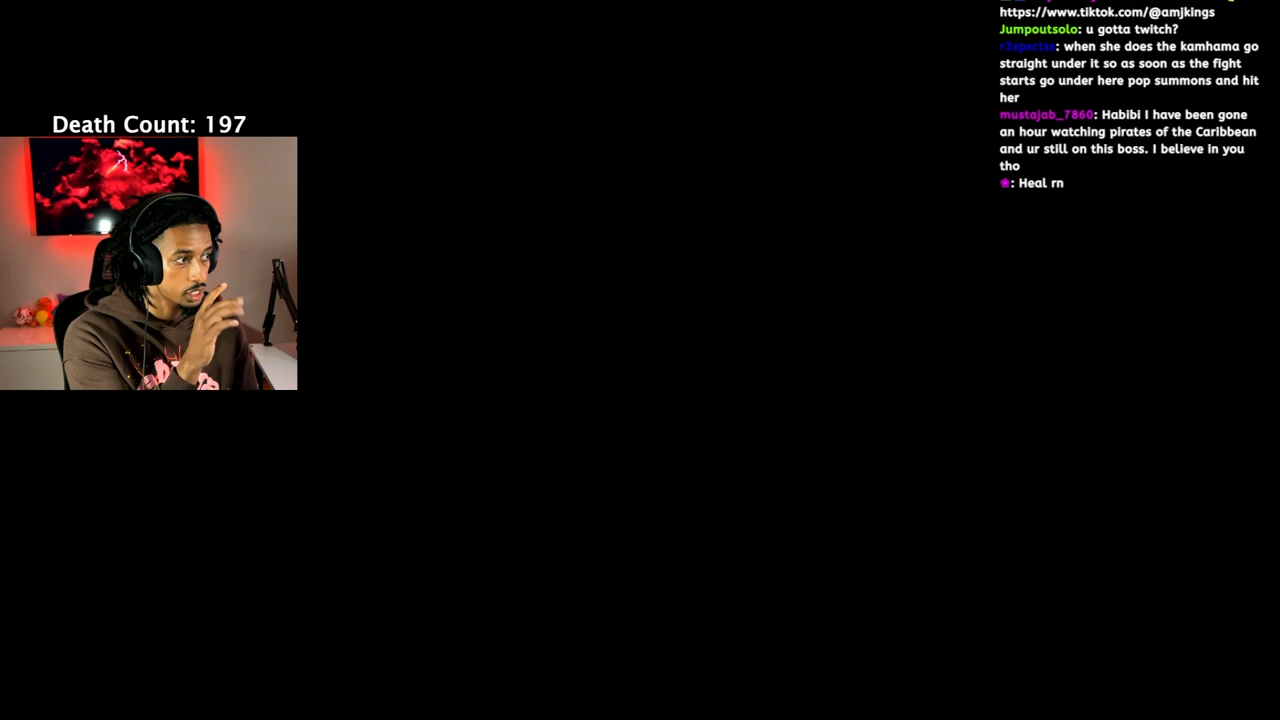 https://www.tiktok.com/@amjkings
Jumpoutsolo: u gotta twitch?
: when she does the kamhama go
straight under it so as soon as the fight
starts go under here pop summons and hit
her
mustajab_7860: Habibi I have been gone
an hour watching pirates of the Caribbean
and ur still on this boss. I believe in you
tho
❀: Heal rn
Death Count: 197